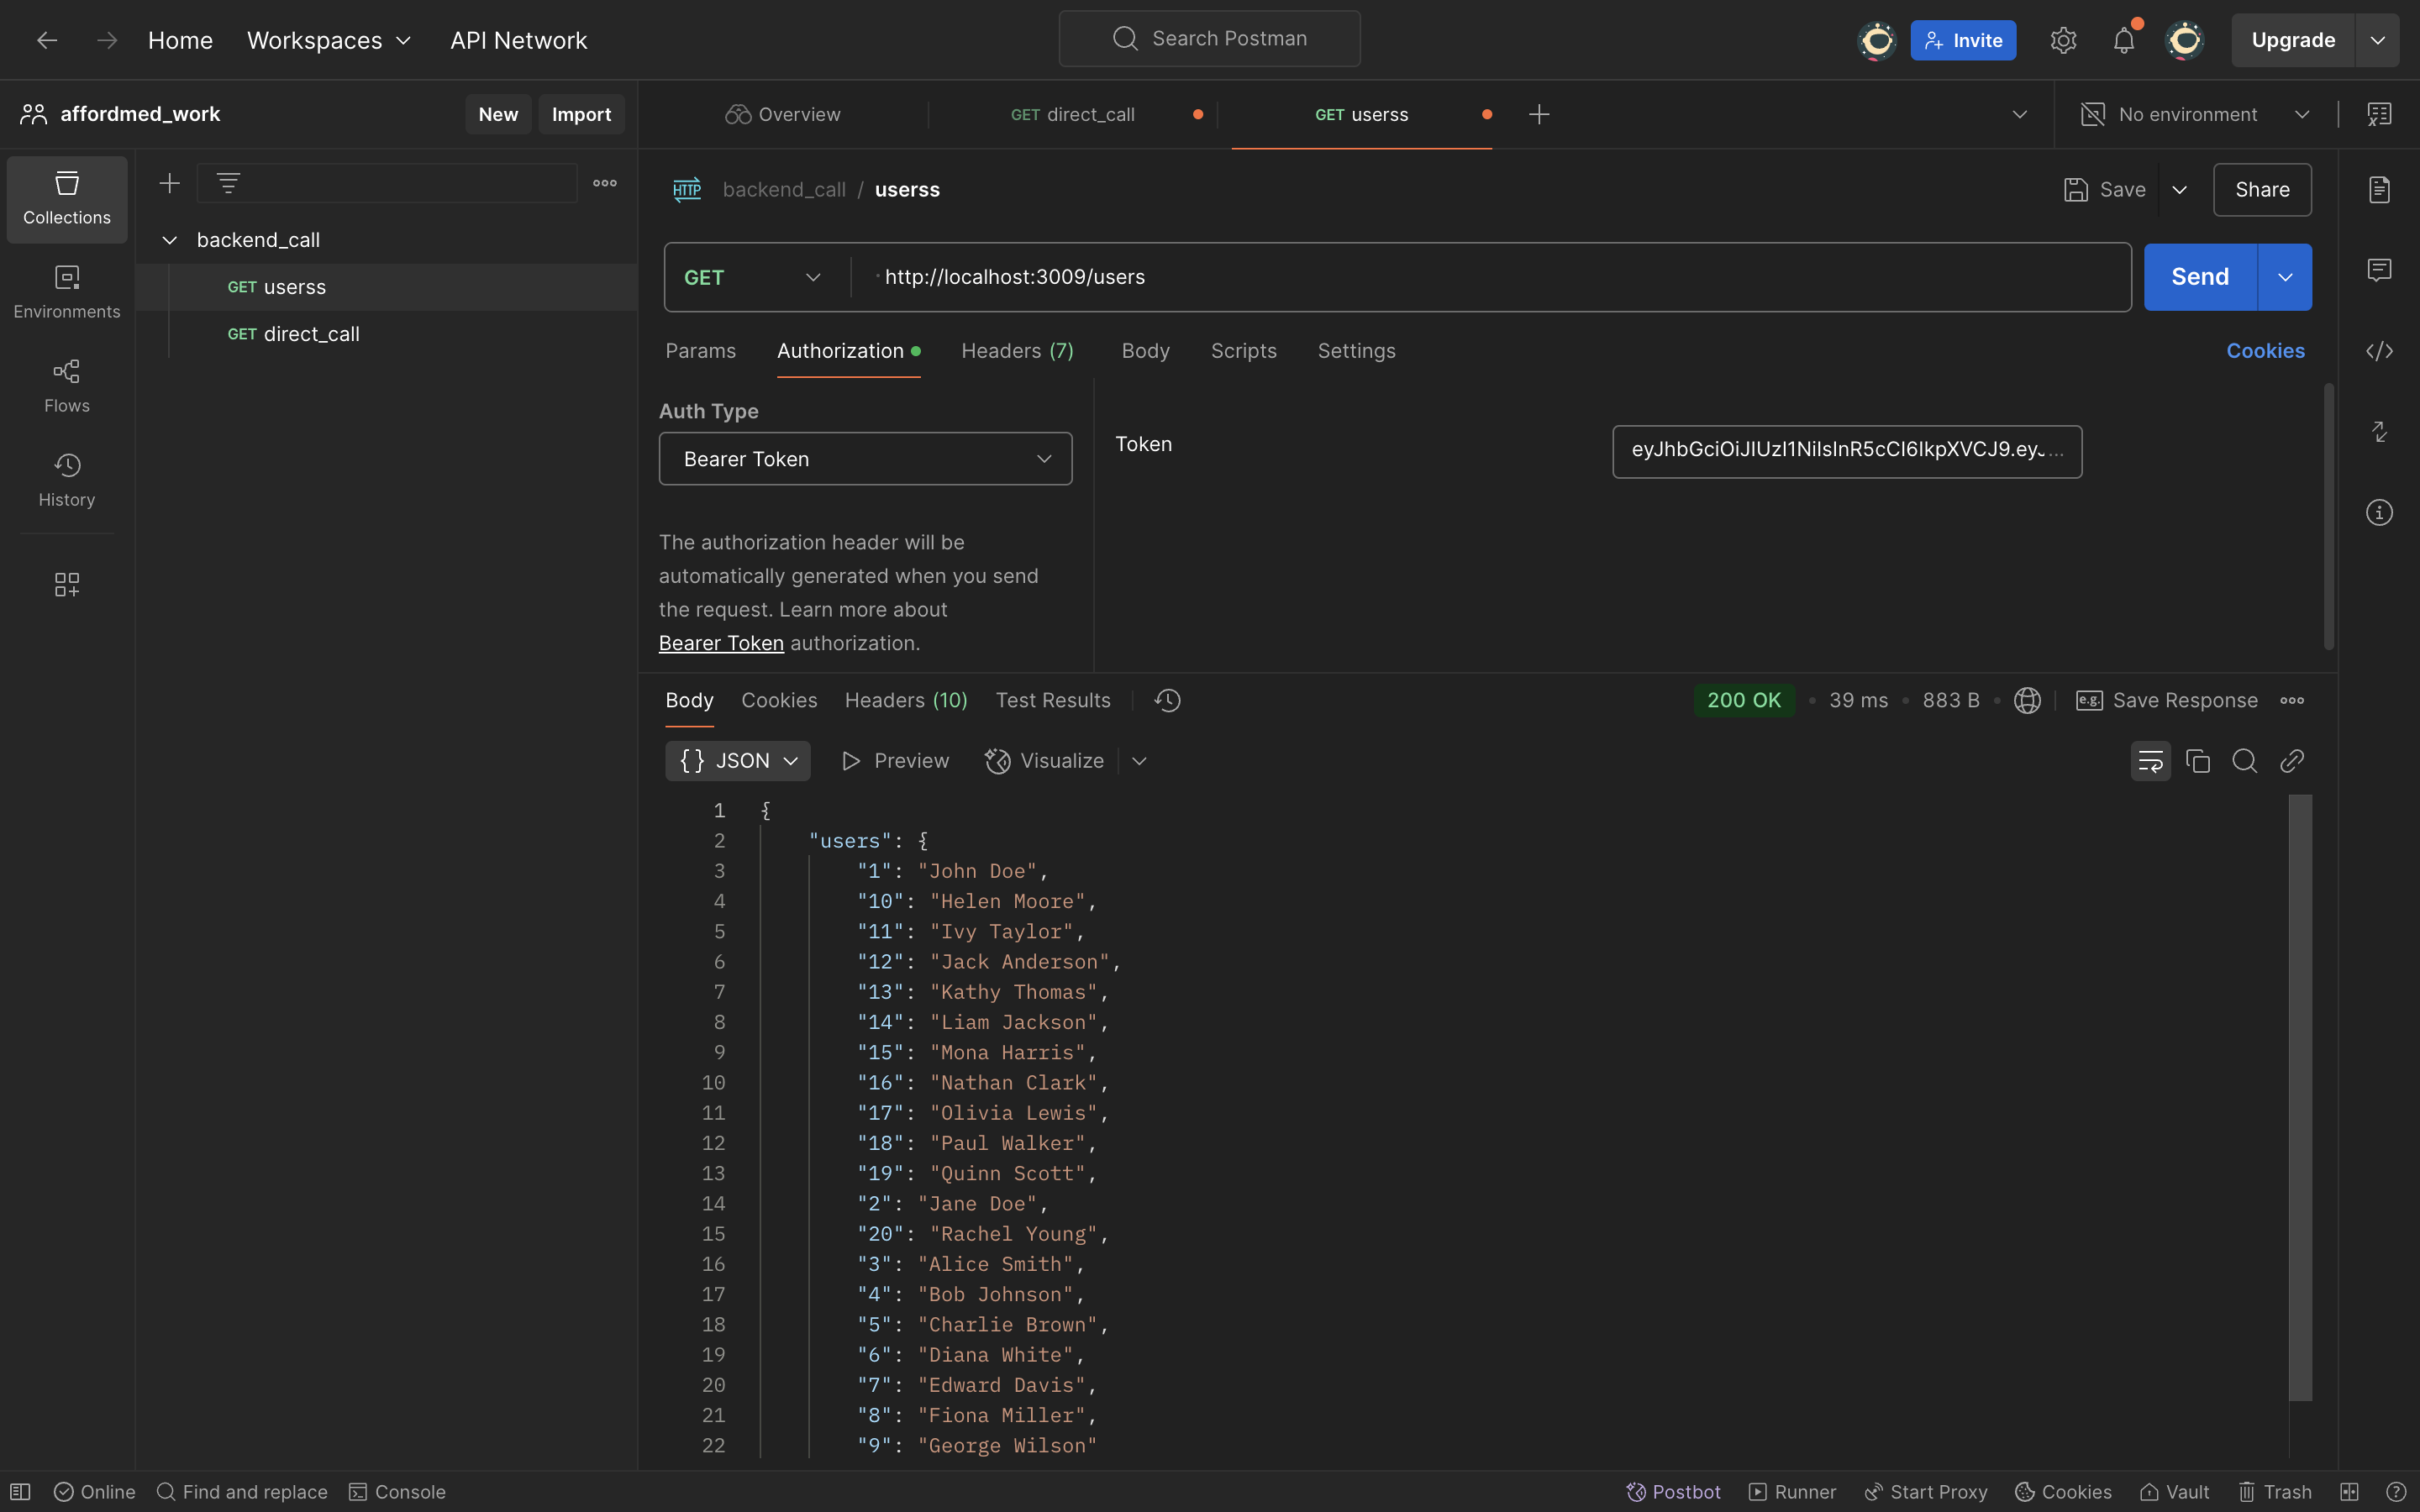 Home Workspaces API Network Search Postman Invite Upgrade
affordmed_work New Import Overview GET direct_call GET userss No environment
Collections
Environments
Flows
History
backend_call
GET userss
GET direct_call
HTTP backend_call / userss Save Share
GET http://localhost:3009/users Send
Params Authorization Headers (7) Body Scripts Settings Cookies
Auth Type
Bearer Token
Token eyJhbGciOiJIUzI1NiIsInR5cCI6IkpXVCJ9.eyJ...
The authorization header will be
automatically generated when you send
the request. Learn more about
Bearer Token authorization.
Body Cookies Headers (10) Test Results 200 OK • 39 ms • 883 B • e.g. Save Response
{} JSON Preview Visualize
1 {
2 "users": {
3 "1": "John Doe",
4 "10": "Helen Moore",
5 "11": "Ivy Taylor",
6 "12": "Jack Anderson",
7 "13": "Kathy Thomas",
8 "14": "Liam Jackson",
9 "15": "Mona Harris",
10 "16": "Nathan Clark",
11 "17": "Olivia Lewis",
12 "18": "Paul Walker",
13 "19": "Quinn Scott",
14 "2": "Jane Doe",
15 "20": "Rachel Young",
16 "3": "Alice Smith",
17 "4": "Bob Johnson",
18 "5": "Charlie Brown",
19 "6": "Diana White",
20 "7": "Edward Davis",
21 "8": "Fiona Miller",
22 "9": "George Wilson"
Online Find and replace Console Postbot Runner Start Proxy Cookies Vault Trash